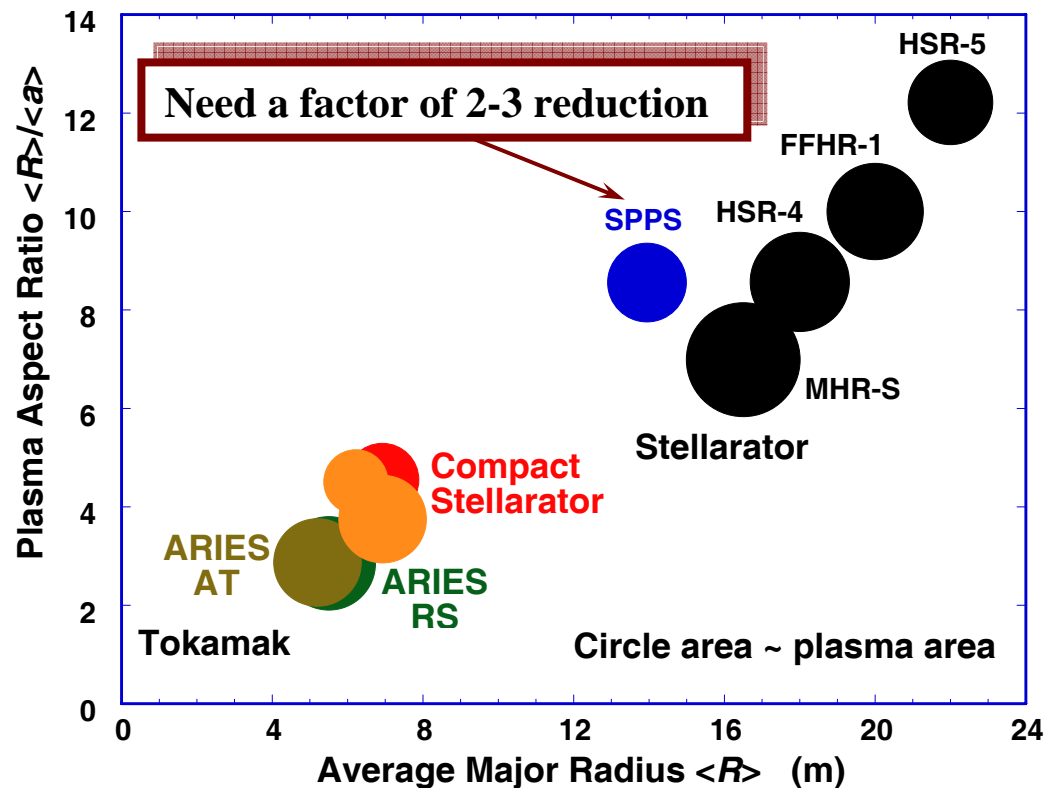 Need a factor of 2-3 reduction
HSR-5
FFHR-1
HSR-4
SPPS
MHR-S
Stellarator
Compact
Stellarator
ARIES
AT
ARIES
RS
Tokamak
Circle area ~ plasma area
Plasma Aspect Ratio <R>/<a>
14
12
10
8
6
4
2
0
0 4 8 12 16 20 24
Average Major Radius <R> (m)